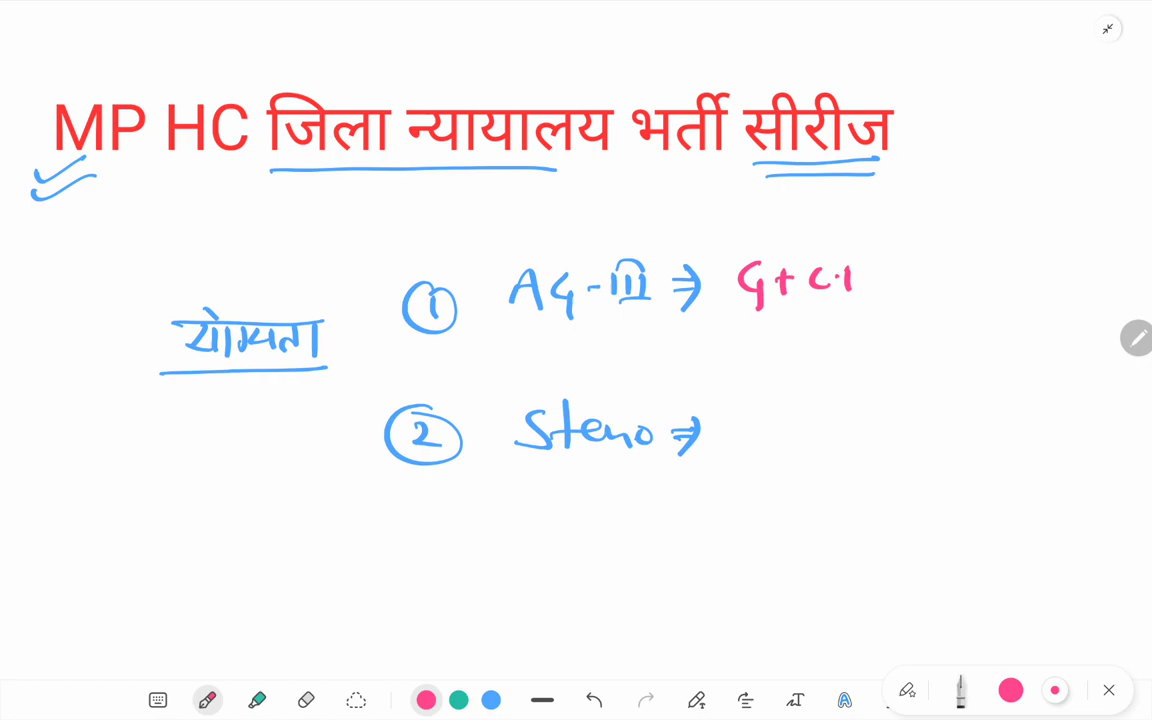 MP HC जिला न्यायालय भर्ती सीरीज
योग्यता
① AG-III ⇒ G+C.
② Steno ⇒